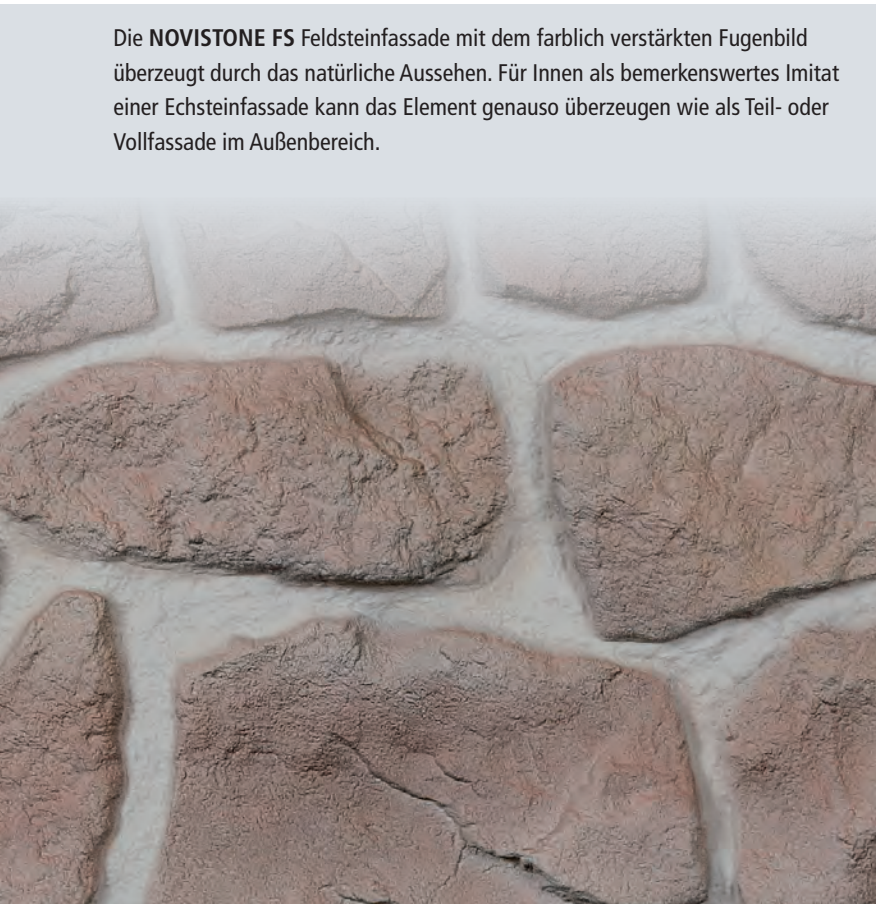 Die NOVISTONE FS Feldsteinfassade mit dem farblich verstärkten Fugenbild
überzeugt durch das natürliche Aussehen. Für Innen als bemerkenswertes Imitat
einer Echsteinfassade kann das Element genauso überzeugen wie als Teil- oder
Vollfassade im Außenbereich.